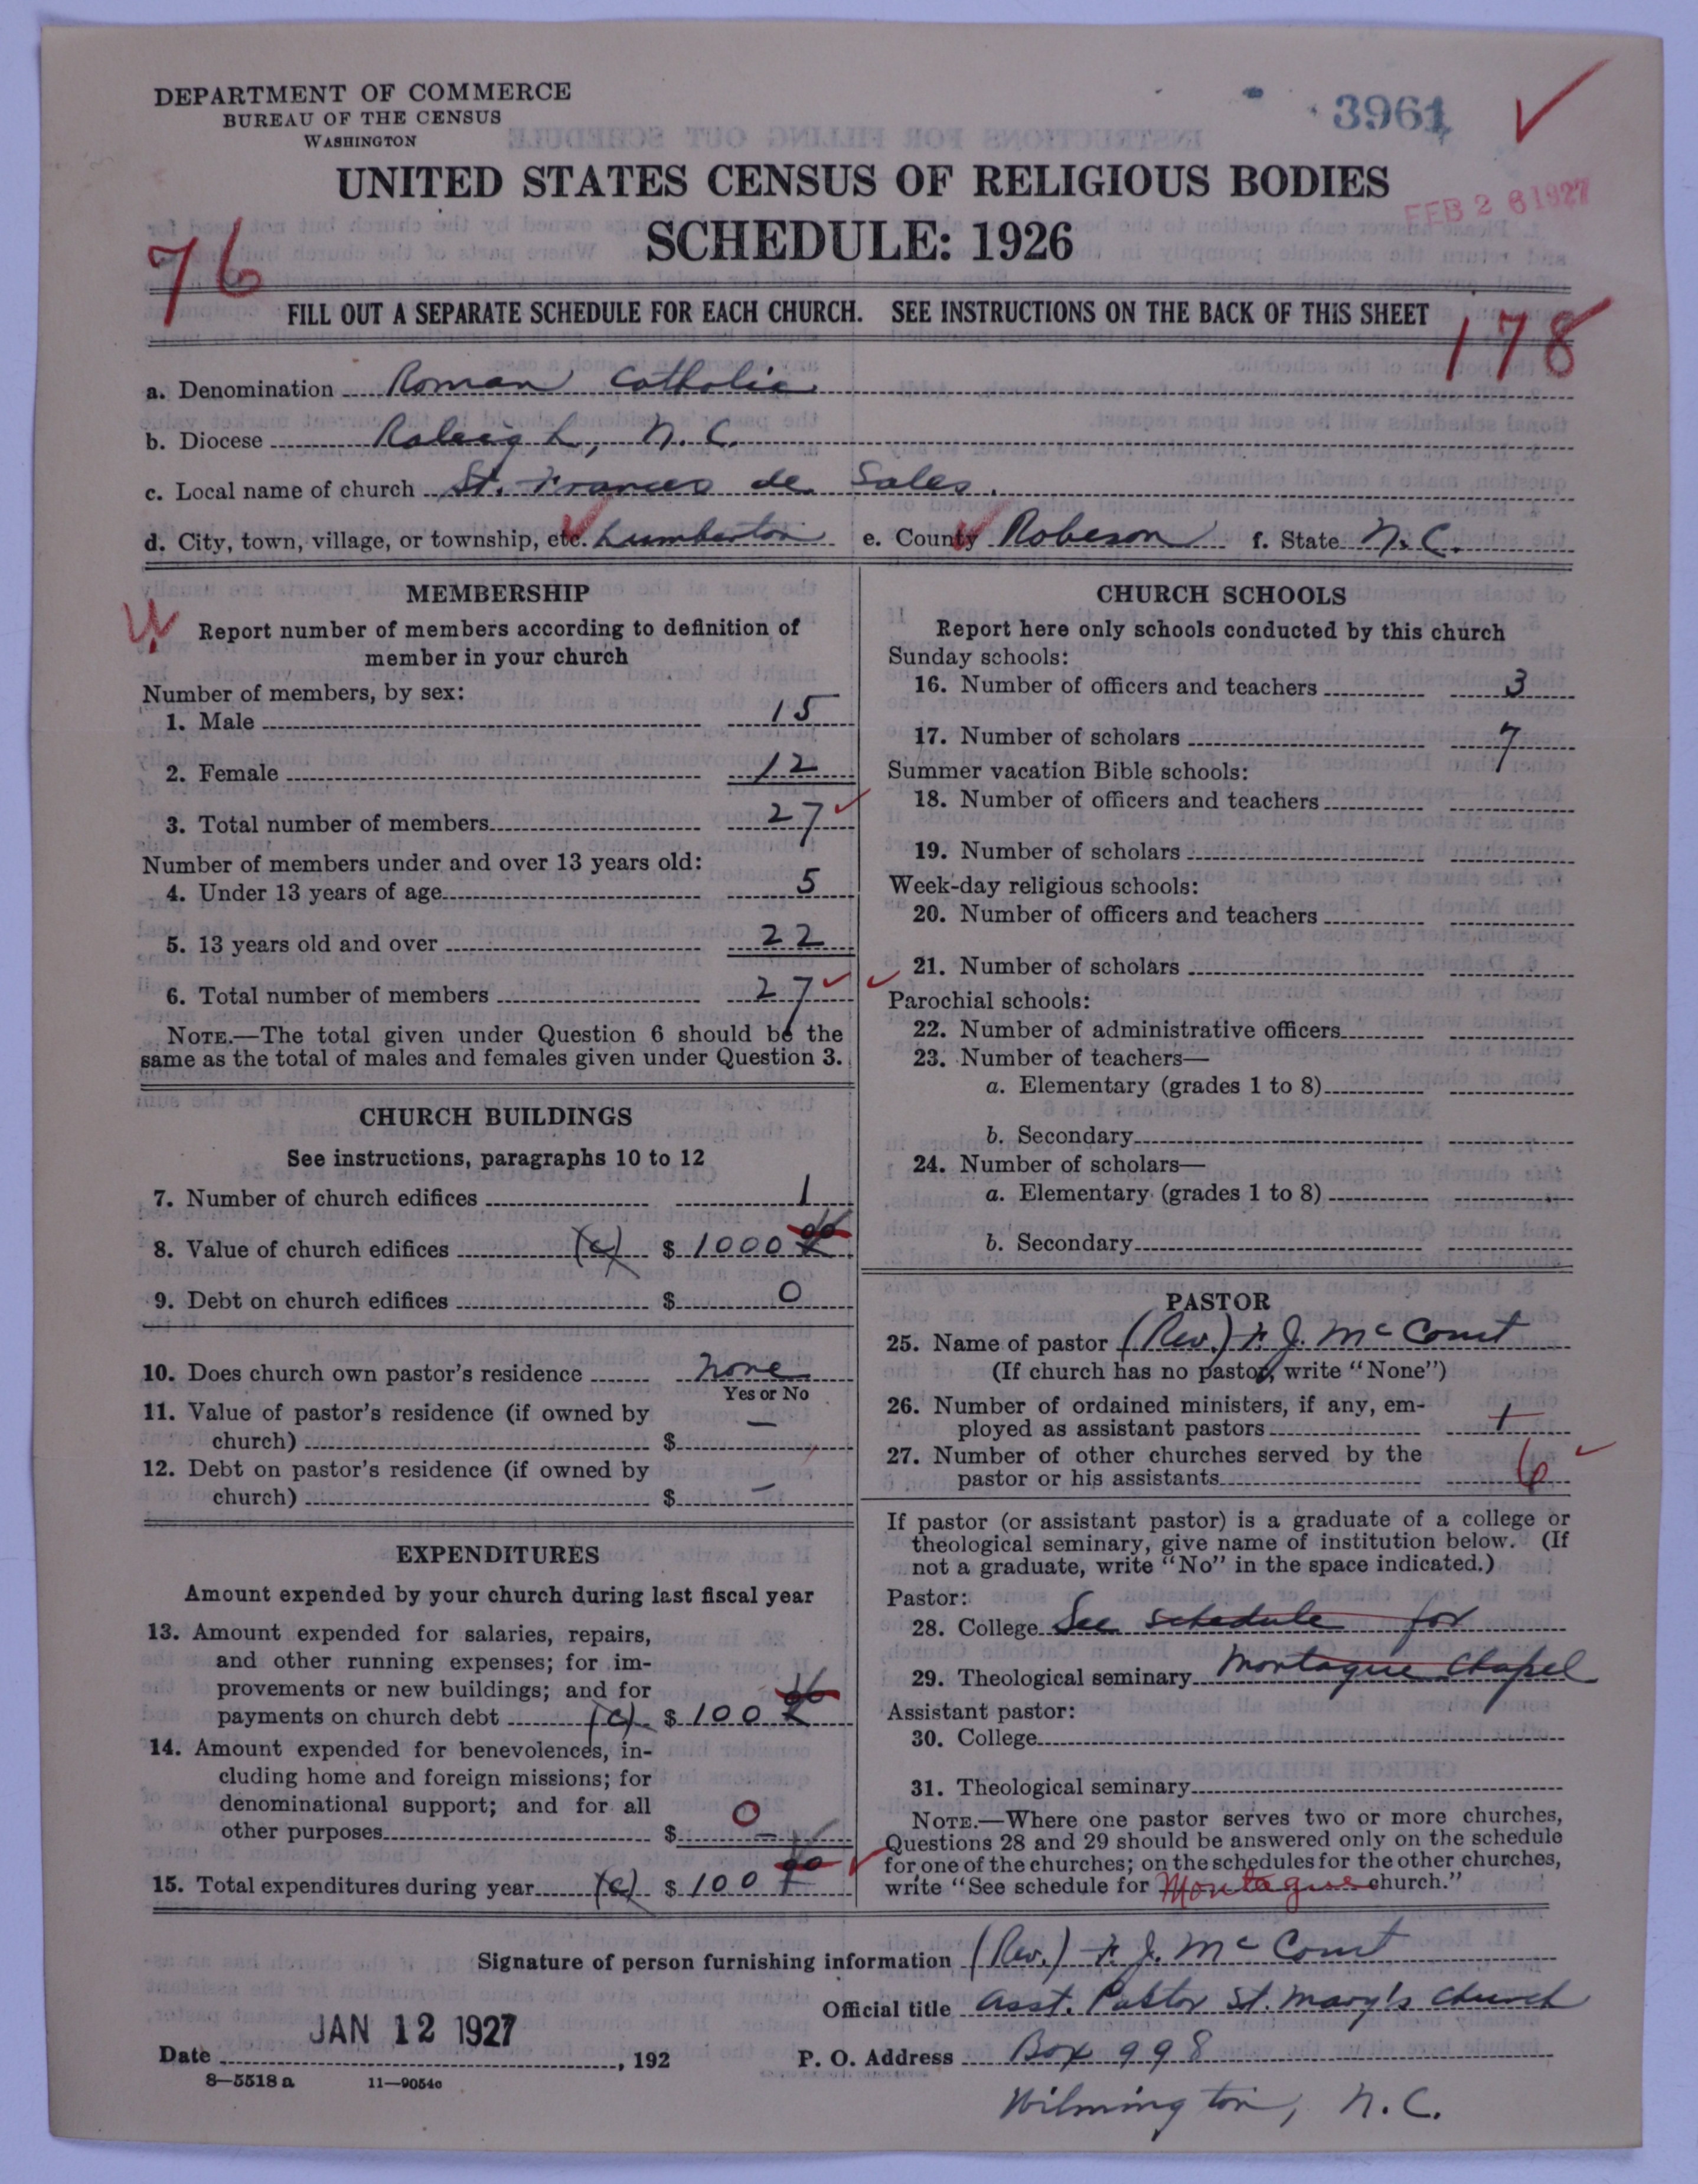 DEPARTMENT OF COMMERCE
BUREAU OF THE CENSUS
WASHINGTON
3961
UNITED STATES CENSUS OF RELIGIOUS BODIES
FEB 26 1927
SCHEDULE: 1926
76
FILL OUT A SEPARATE SCHEDULE FOR EACH CHURCH. SEE INSTRUCTIONS ON THE BACK OF THIS SHEET
178
a. Denomination Roman Catholic
b. Diocese Raleigh, N.C.
c. Local name of church St. Frances de Sales.
d. City, town, village, or township, etc. Lumberton e. County Robeson f. State N.C.
MEMBERSHIP
Report number of members according to definition of
member in your church
Number of members, by sex:
1. Male 15
2. Female 12
3. Total number of members 27
Number of members under and over 13 years old:
4. Under 13 years of age 5
5. 13 years old and over 22
6. Total number of members 27
NOTE.—The total given under Question 6 should be the
same as the total of males and females given under Question 3.
CHURCH BUILDINGS
See instructions, paragraphs 10 to 12
7. Number of church edifices 1
8. Value of church edifices (c) $ 1000
9. Debt on church edifices $ 0
10. Does church own pastor's residence none
Yes or No
11. Value of pastor's residence (if owned by
church) $ —
12. Debt on pastor's residence (if owned by
church) $ —
EXPENDITURES
Amount expended by your church during last fiscal year
13. Amount expended for salaries, repairs,
and other running expenses; for im-
provements or new buildings; and for
payments on church debt (c) $ 100
14. Amount expended for benevolences, in-
cluding home and foreign missions; for
denominational support; and for all
other purposes $ 0 —
15. Total expenditures during year (c) $ 100
CHURCH SCHOOLS
Report here only schools conducted by this church
Sunday schools:
16. Number of officers and teachers 3
17. Number of scholars 7
Summer vacation Bible schools:
18. Number of officers and teachers
19. Number of scholars
Week-day religious schools:
20. Number of officers and teachers
21. Number of scholars
Parochial schools:
22. Number of administrative officers
23. Number of teachers—
a. Elementary (grades 1 to 8)
b. Secondary
24. Number of scholars—
a. Elementary (grades 1 to 8)
b. Secondary
PASTOR
25. Name of pastor (Rev.) F. J. McCourt
(If church has no pastor, write "None")
26. Number of ordained ministers, if any, em-
ployed as assistant pastors
27. Number of other churches served by the
pastor or his assistants 6
If pastor (or assistant pastor) is a graduate of a college or
theological seminary, give name of institution below. (If
not a graduate, write "No" in the space indicated.)
Pastor:
28. College See schedule for
29. Theological seminary Montague Chapel
Assistant pastor:
30. College
31. Theological seminary
NOTE.—Where one pastor serves two or more churches,
Questions 28 and 29 should be answered only on the schedule
for one of the churches; on the schedules for the other churches,
write "See schedule for Montague church."
Signature of person furnishing information (Rev.) F. J. McCourt
Official title Asst. Pastor St. Mary's Church
Date JAN 12 1927, 192
P. O. Address Box 998
8—5518 a 11—9054c
Wilmington, N.C.